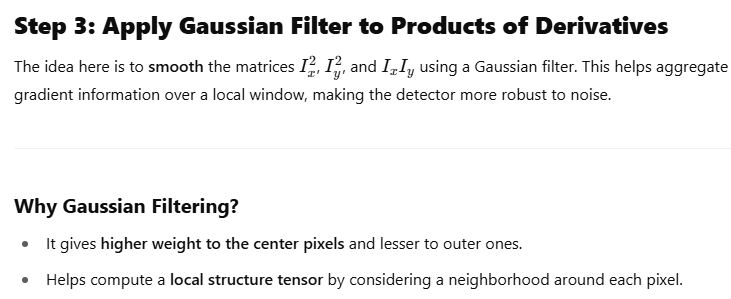 Step 3: Apply Gaussian Filter to Products of Derivatives
The idea here is to smooth the matrices I_x^2, I_y^2, and I_xI_y using a Gaussian filter. This helps aggregate
gradient information over a local window, making the detector more robust to noise.
Why Gaussian Filtering?
• It gives higher weight to the center pixels and lesser to outer ones.
• Helps compute a local structure tensor by considering a neighborhood around each pixel.